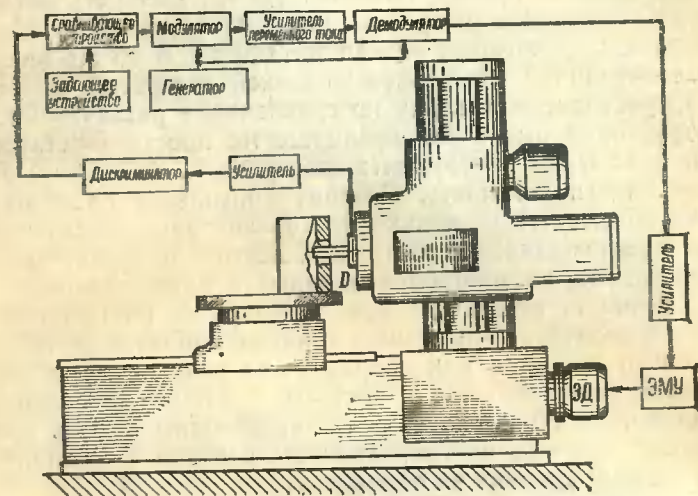 Сравнивающее
устройство
Модулятор
Усилитель
переменного тока
Демодулятор
Задающее
устройство
Генератор
Дискриминатор
Усилитель
D
Усилитель
ЭД
ЭМУ